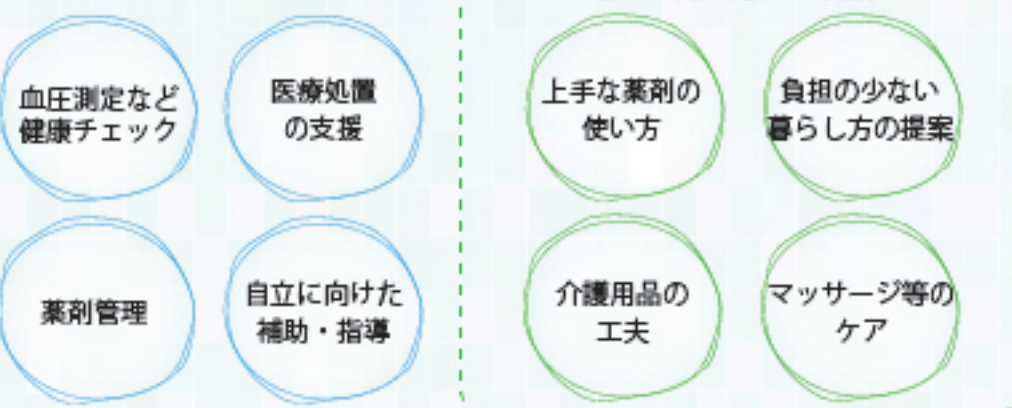 血圧測定など
健康チェック
医療処置
の支援
上手な薬剤の
使い方
負担の少ない
暮らし方の提案
薬剤管理
自立に向けた
補助・指導
介護用品の
工夫
マッサージ等の
ケア